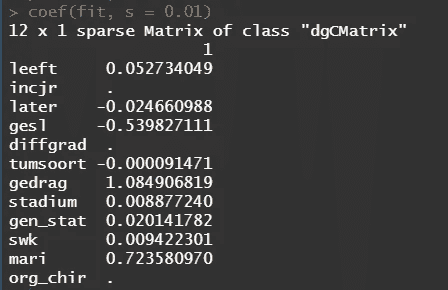 > coef(fit, s = 0.01)
12 x 1 sparse Matrix of class "dgCMatrix"
1
leeft 0.052734049
incjr .
later -0.024660988
gesl -0.539827111
diffgrad .
tumsoort -0.000091471
gedrag 1.084906819
stadium 0.008877240
gen_stat 0.020141782
swk 0.009422301
mari 0.723580970
org_chir .